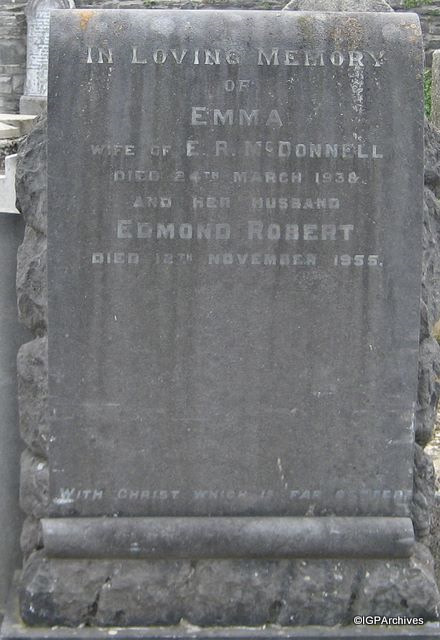 In Loving Memory
OF
EMMA
WIFE OF E. R. McDONNELL
DIED 24TH MARCH 1938.
AND HER HUSBAND
EDMOND ROBERT
DIED 12TH NOVEMBER 1955.
WITH CHRIST WHICH IS FAR BETTER
©IGPArchives